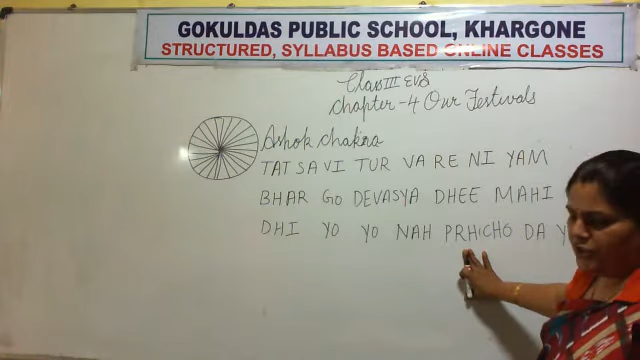 GOKULDAS PUBLIC SCHOOL, KHARGONE
STRUCTURED, SYLLABUS BASED ONLINE CLASSES
Class III EVS
Chapter-4 Our Festivals
Ashok Chakra
TAT SA VI TUR VA RE NI YAM
BHAR GO DEVASYA DHEE MAHI
DHI YO YO NAH PRHICHO DA Y